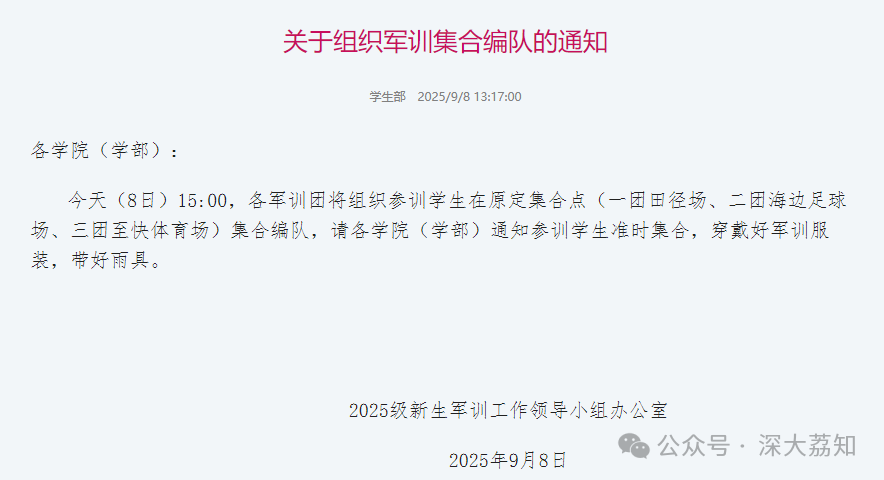 关于组织军训集合编队的通知
学生部 2025/9/8 13:17:00
各学院（学部）：
今天（8日）15:00，各军训团将组织参训学生在原定集合点（一团田径场、二团海边足球
场、三团至快体育场）集合编队，请各学院（学部）通知参训学生准时集合，穿戴好军训服
装，带好雨具。
2025级新生军训工作领导小组办公室
2025年9月8日
公众号 · 深大荔知